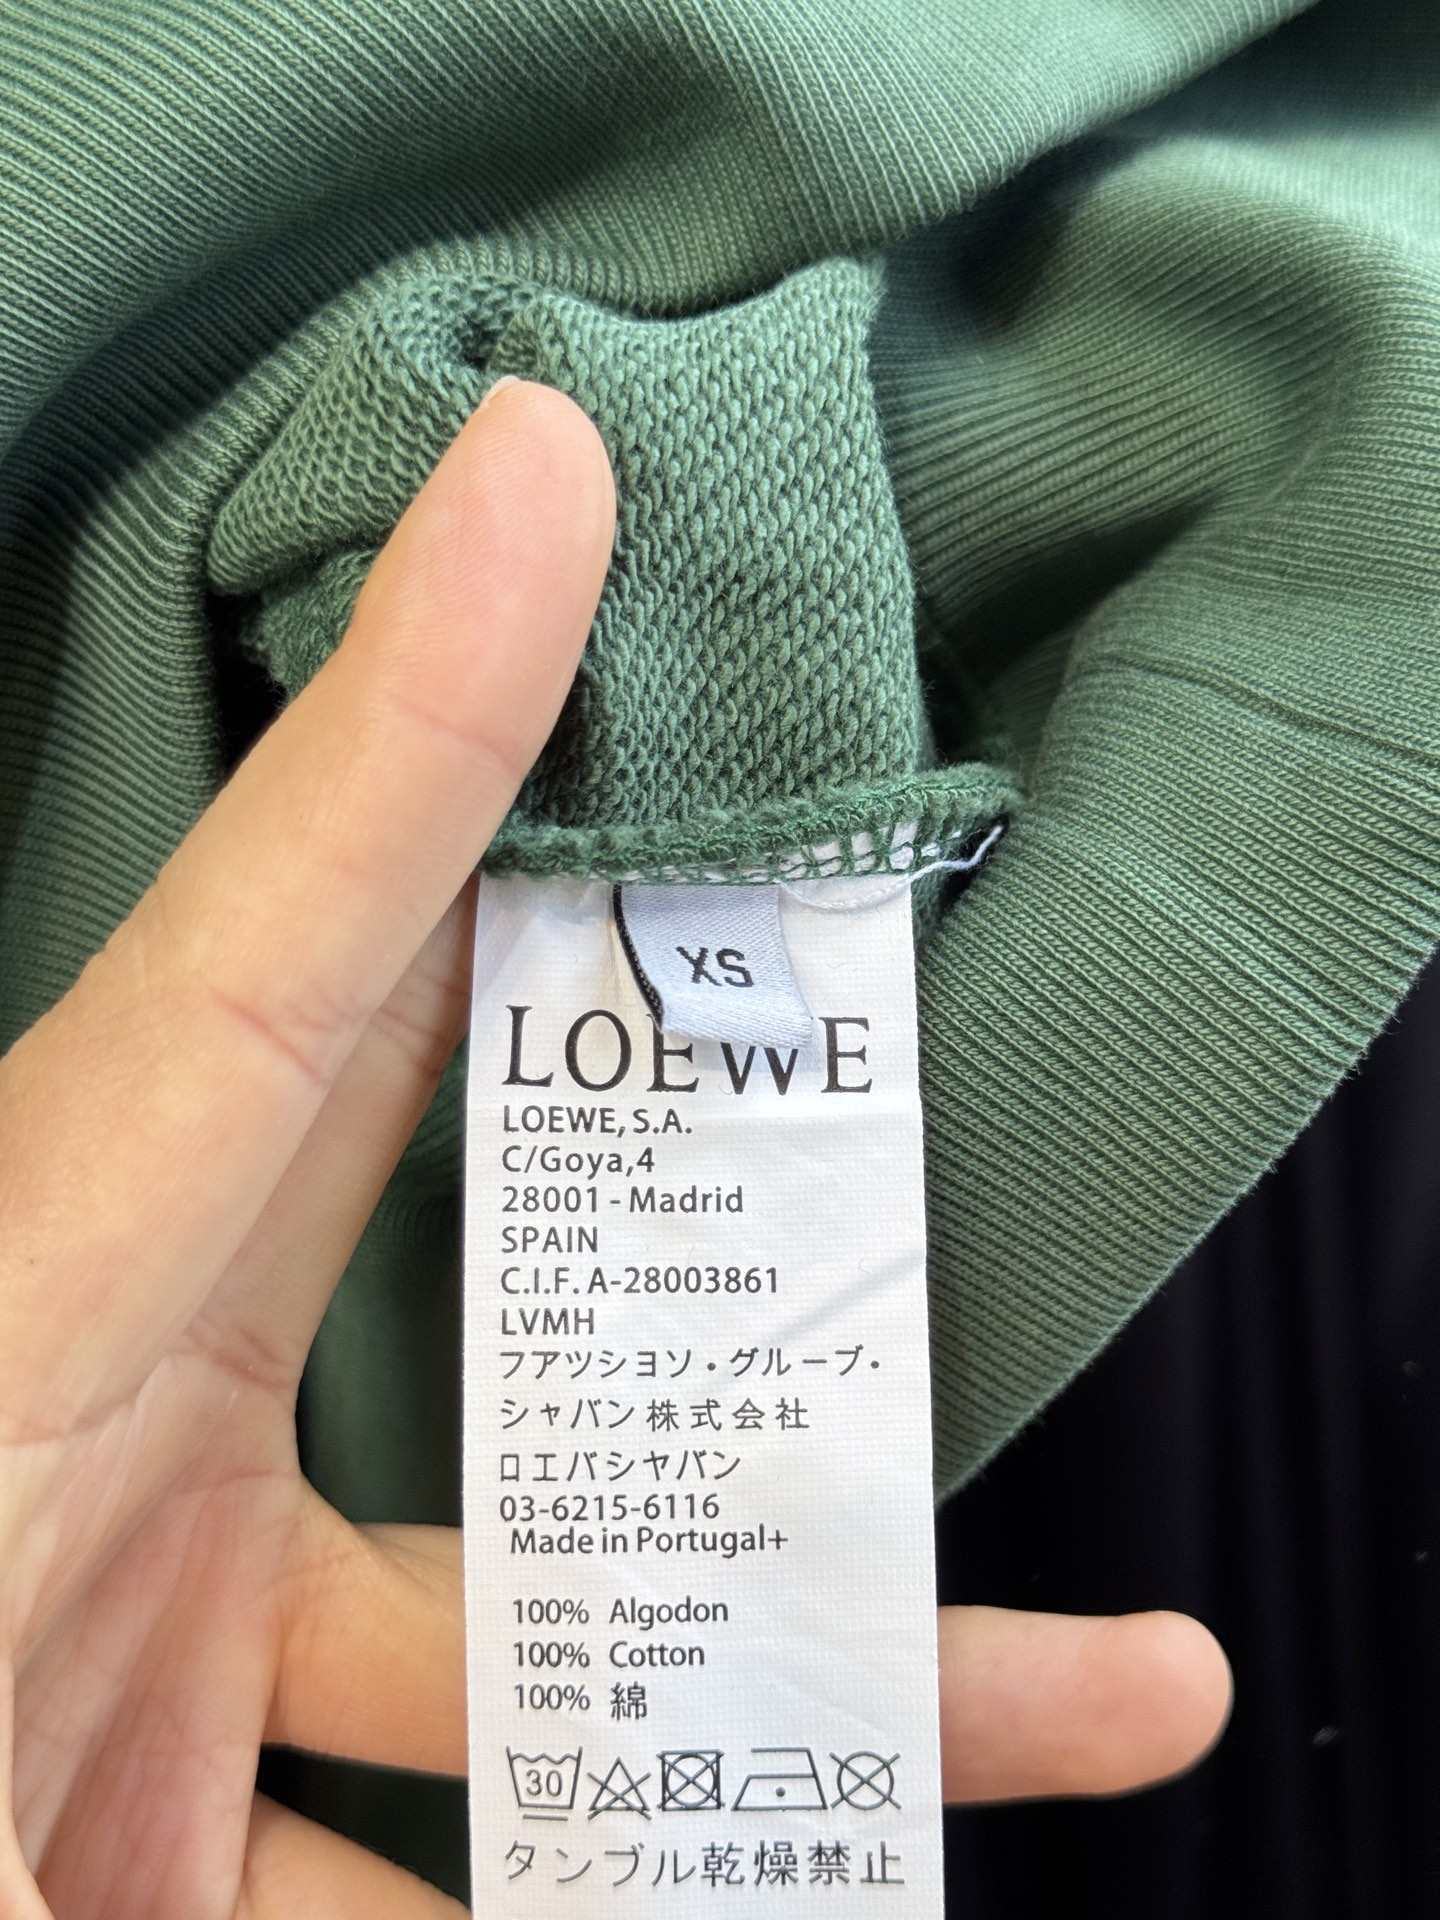 XS
LOEWE
LOEWE, S.A.
C/Goya,4
28001 - Madrid
SPAIN
C.I.F. A-28003861
LVMH
フアツシヨソ・グループ・
シャバン株式会社
ロエバシヤバン
03-6215-6116
Made in Portugal+
100% Algodon
100% Cotton
100% 綿
30
タンブル乾燥禁止